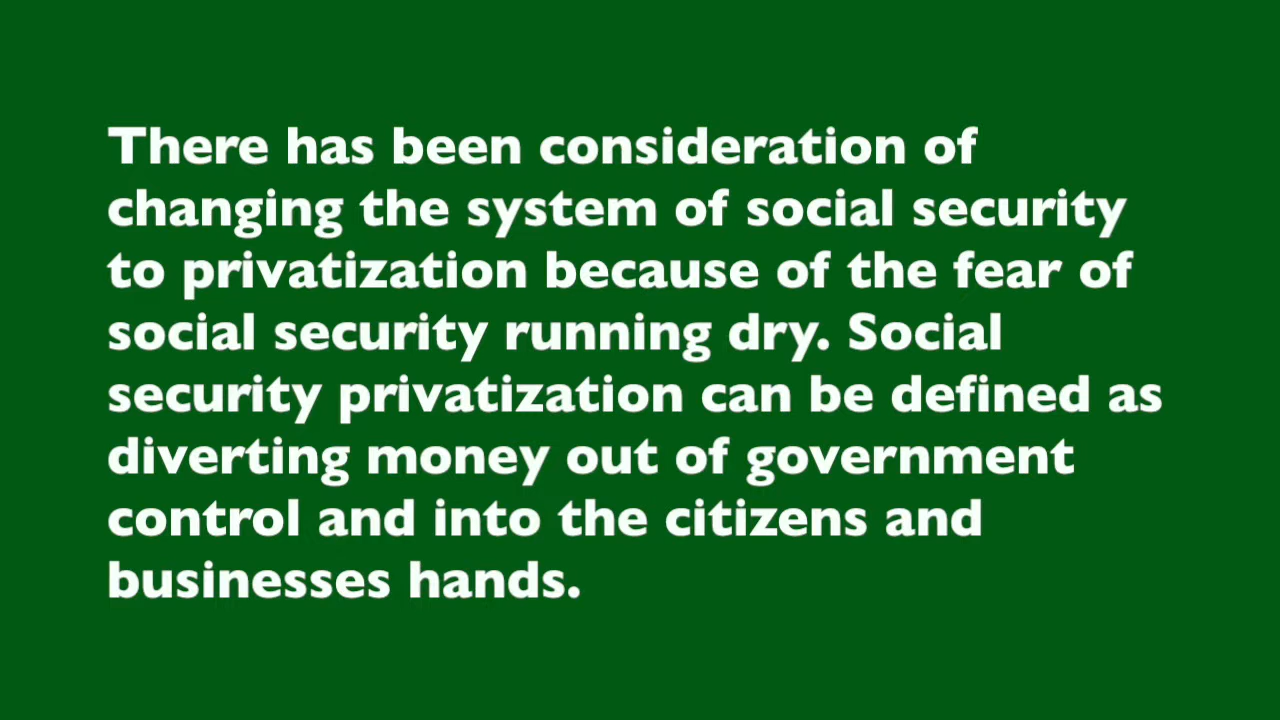 There has been consideration of
changing the system of social security
to privatization because of the fear of
social security running dry. Social
security privatization can be defined as
diverting money out of government
control and into the citizens and
businesses hands.